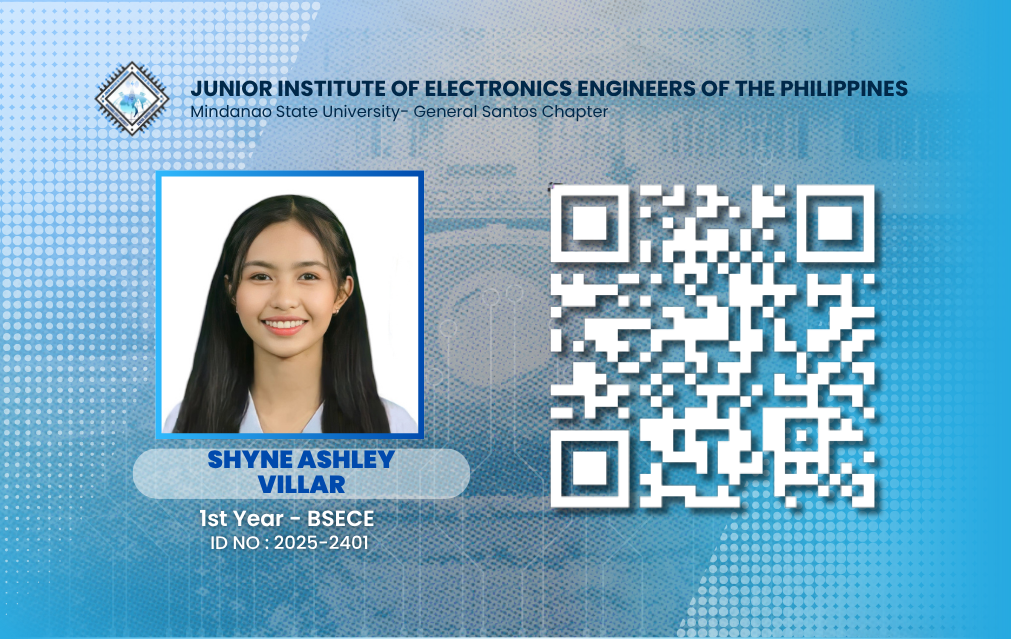 JUNIOR INSTITUTE OF ELECTRONICS ENGINEERS OF THE PHILIPPINES
Mindanao State University- General Santos Chapter
SHYNE ASHLEY
VILLAR
1st Year - BSECE
ID NO : 2025-2401